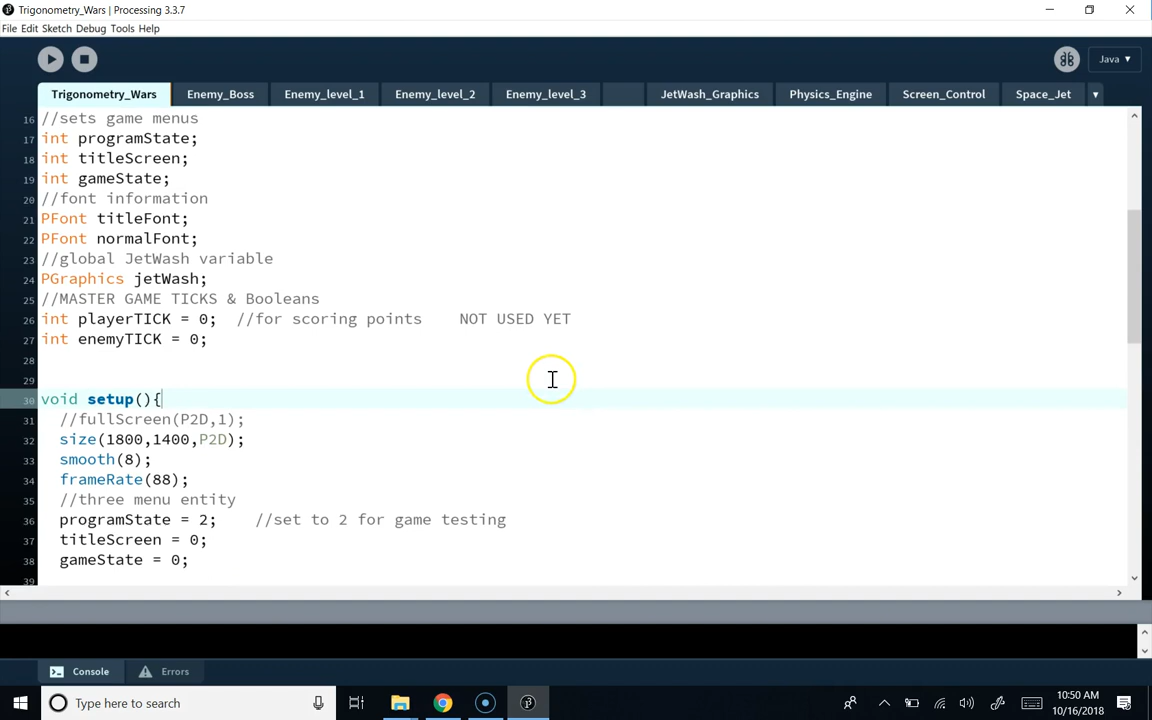 Trigonometry_Wars | Processing 3.3.7
File Edit Sketch Debug Tools Help
Java ▼
Trigonometry_Wars Enemy_Boss Enemy_level_1 Enemy_level_2 Enemy_level_3 JetWash_Graphics Physics_Engine Screen_Control Space_Jet ▼
16 //sets game menus
17 int programState;
18 int titleScreen;
19 int gameState;
20 //font information
21 PFont titleFont;
22 PFont normalFont;
23 //global JetWash variable
24 PGraphics jetWash;
25 //MASTER GAME TICKS & Booleans
26 int playerTICK = 0;  //for scoring points    NOT USED YET
27 int enemyTICK = 0;
28
29
30 void setup(){
31   //fullScreen(P2D,1);
32   size(1800,1400,P2D);
33   smooth(8);
34   frameRate(88);
35   //three menu entity
36   programState = 2;    //set to 2 for game testing
37   titleScreen = 0;
38   gameState = 0;
39
Console Errors
Type here to search
10:50 AM
10/16/2018